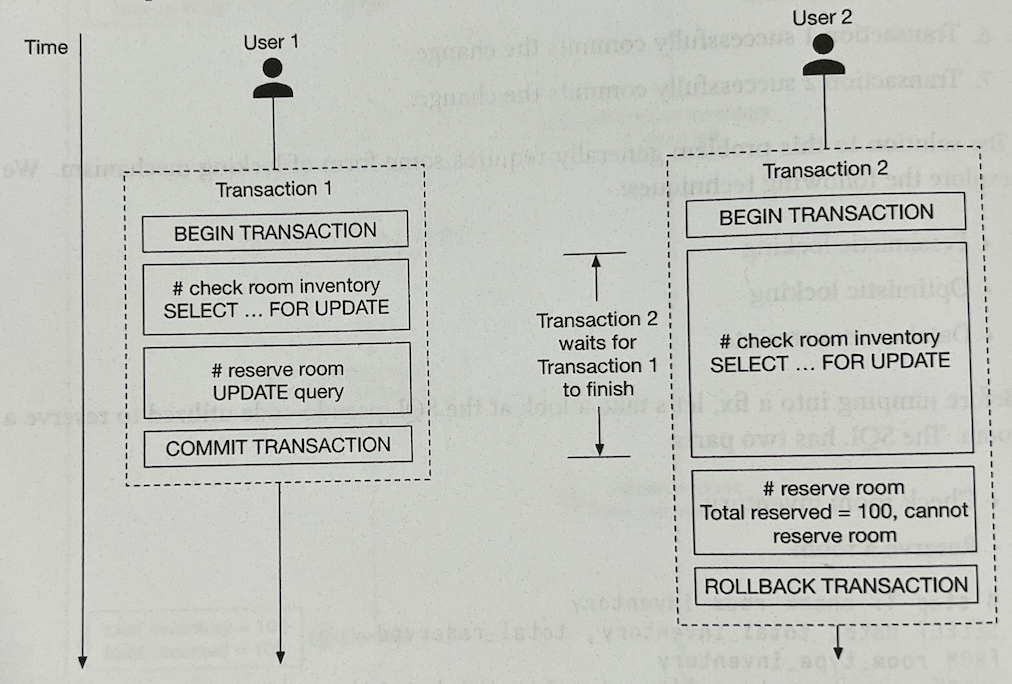 Time
User 1
Transaction 1
BEGIN TRANSACTION
# check room inventory
SELECT ... FOR UPDATE
# reserve room
UPDATE query
COMMIT TRANSACTION
Transaction 2
waits for
Transaction 1
to finish
User 2
Transaction 2
BEGIN TRANSACTION
# check room inventory
SELECT ... FOR UPDATE
# reserve room
Total reserved = 100, cannot
reserve room
ROLLBACK TRANSACTION